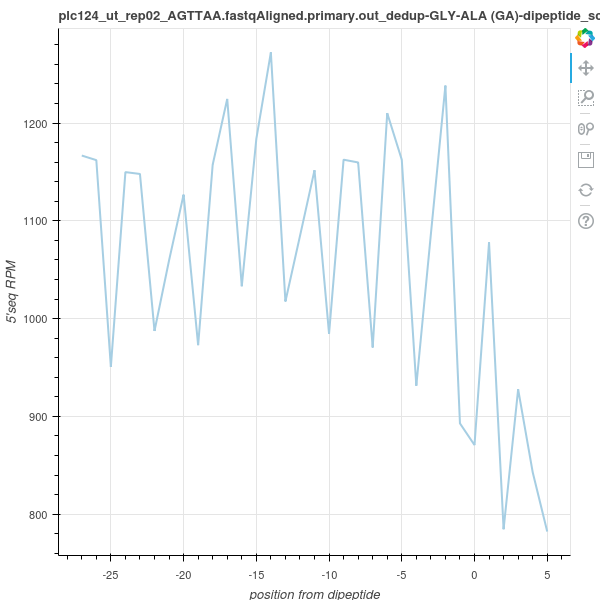 plc124_ut_rep02_AGTTAA.fastqAligned.primary.out_dedup-GLY-ALA (GA)-dipeptide_sc
1200
1100
1000
900
800
5'seq RPM
-25 -20 -15 -10 -5 0 5
position from dipeptide